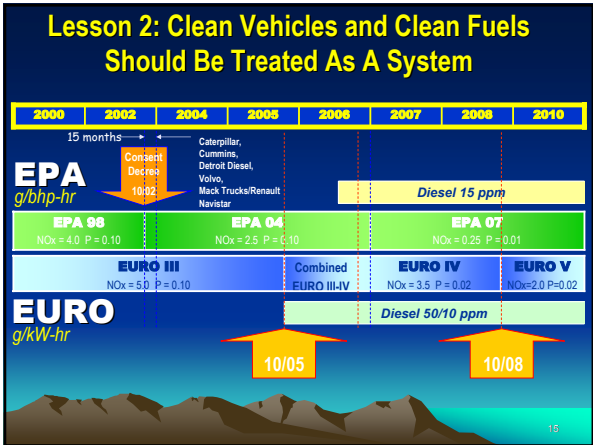 Lesson 2: Clean Vehicles and Clean Fuels
Should Be Treated As A System
2000 2002 2004 2005 2006 2007 2008 2010
15 months
Consent
Decree
10/02
Caterpillar,
Cummins,
Detroit Diesel,
Volvo,
Mack Trucks/Renault
Navistar
EPA
g/bhp-hr
Diesel 15 ppm
EPA 98 EPA 04 EPA 07
NOx = 4.0 P = 0.10 NOx = 2.5 P = 0.10 NOx = 0.25 P = 0.01
EURO III Combined EURO IV EURO V
NOx = 5.0 P = 0.10 EURO III-IV NOx = 3.5 P = 0.02 NOx=2.0 P=0.02
EURO
g/kW-hr
Diesel 50/10 ppm
10/05 10/08
16